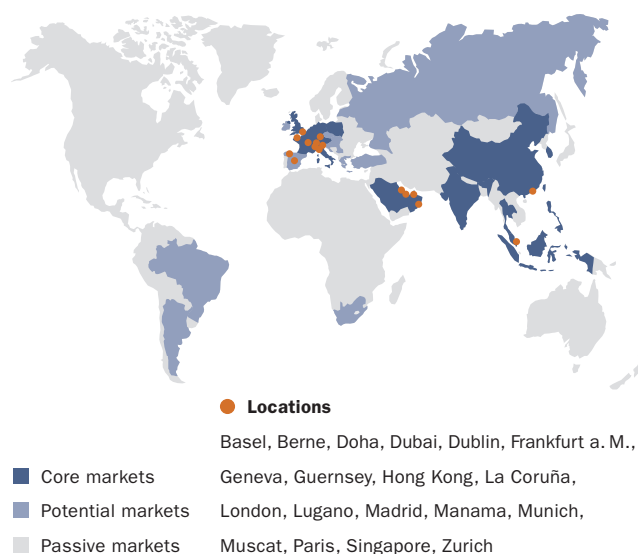 Locations
Basel, Berne, Doha, Dubai, Dublin, Frankfurt a. M.,
Geneva, Guernsey, Hong Kong, La Coruña,
London, Lugano, Madrid, Manama, Munich,
Muscat, Paris, Singapore, Zurich
Core markets
Potential markets
Passive markets